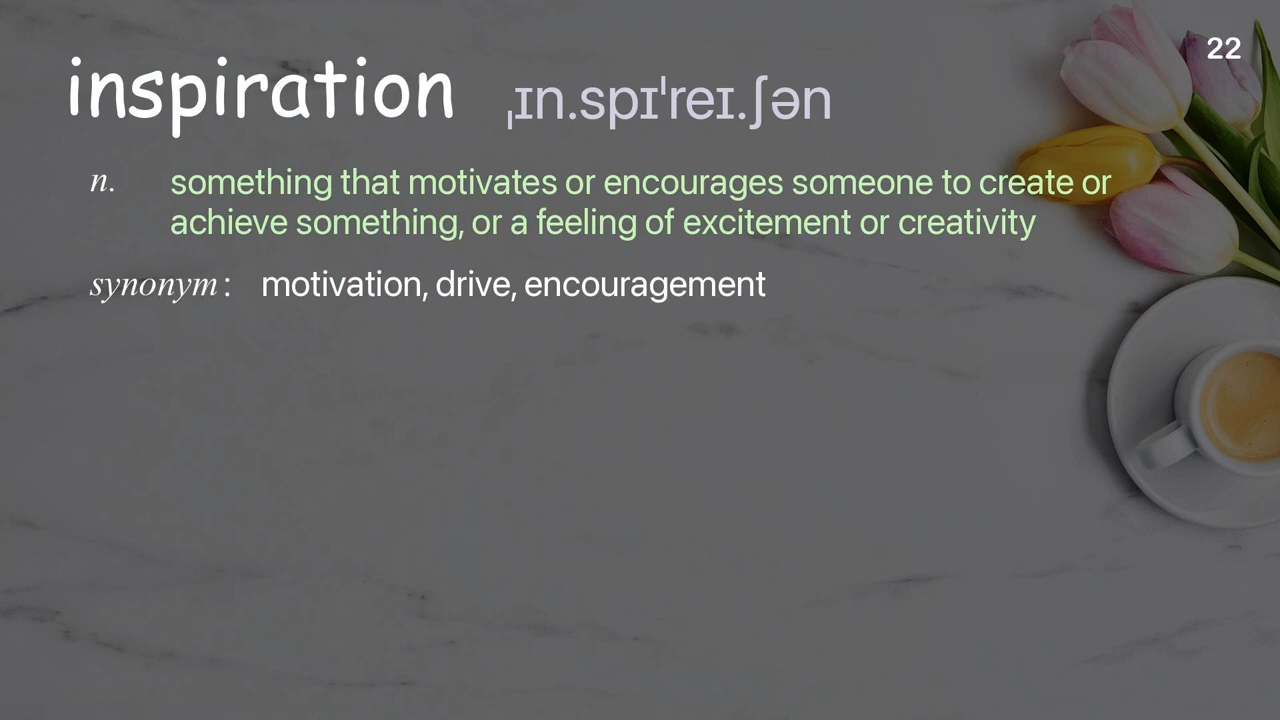 22
inspiration ˌɪn.spɪˈreɪ.ʃən
n. something that motivates or encourages someone to create or
achieve something, or a feeling of excitement or creativity
synonym: motivation, drive, encouragement